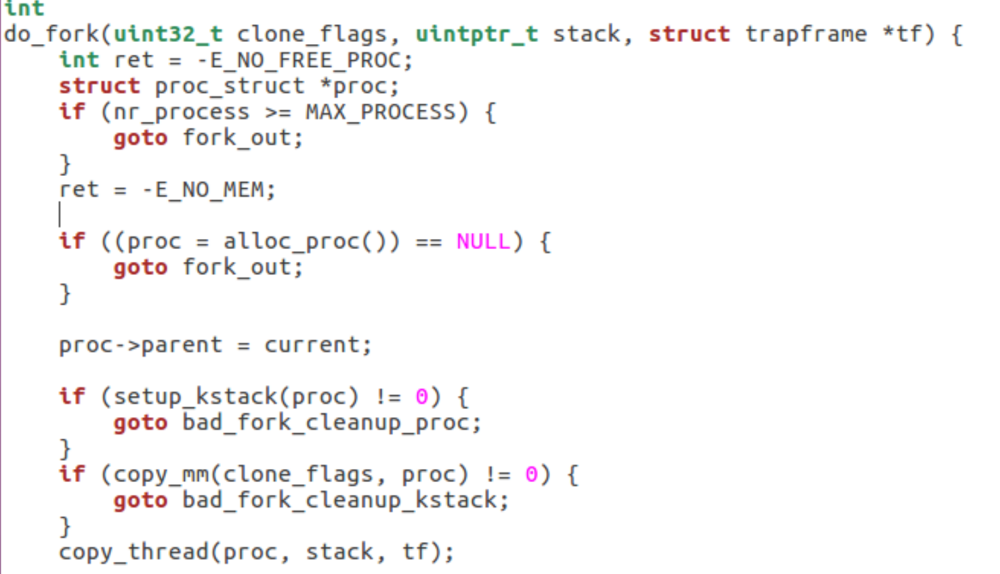 int
do_fork(uint32_t clone_flags, uintptr_t stack, struct trapframe *tf) {
    int ret = -E_NO_FREE_PROC;
    struct proc_struct *proc;
    if (nr_process >= MAX_PROCESS) {
        goto fork_out;
    }
    ret = -E_NO_MEM;
    if ((proc = alloc_proc()) == NULL) {
        goto fork_out;
    }
    proc->parent = current;
    if (setup_kstack(proc) != 0) {
        goto bad_fork_cleanup_proc;
    }
    if (copy_mm(clone_flags, proc) != 0) {
        goto bad_fork_cleanup_kstack;
    }
    copy_thread(proc, stack, tf);